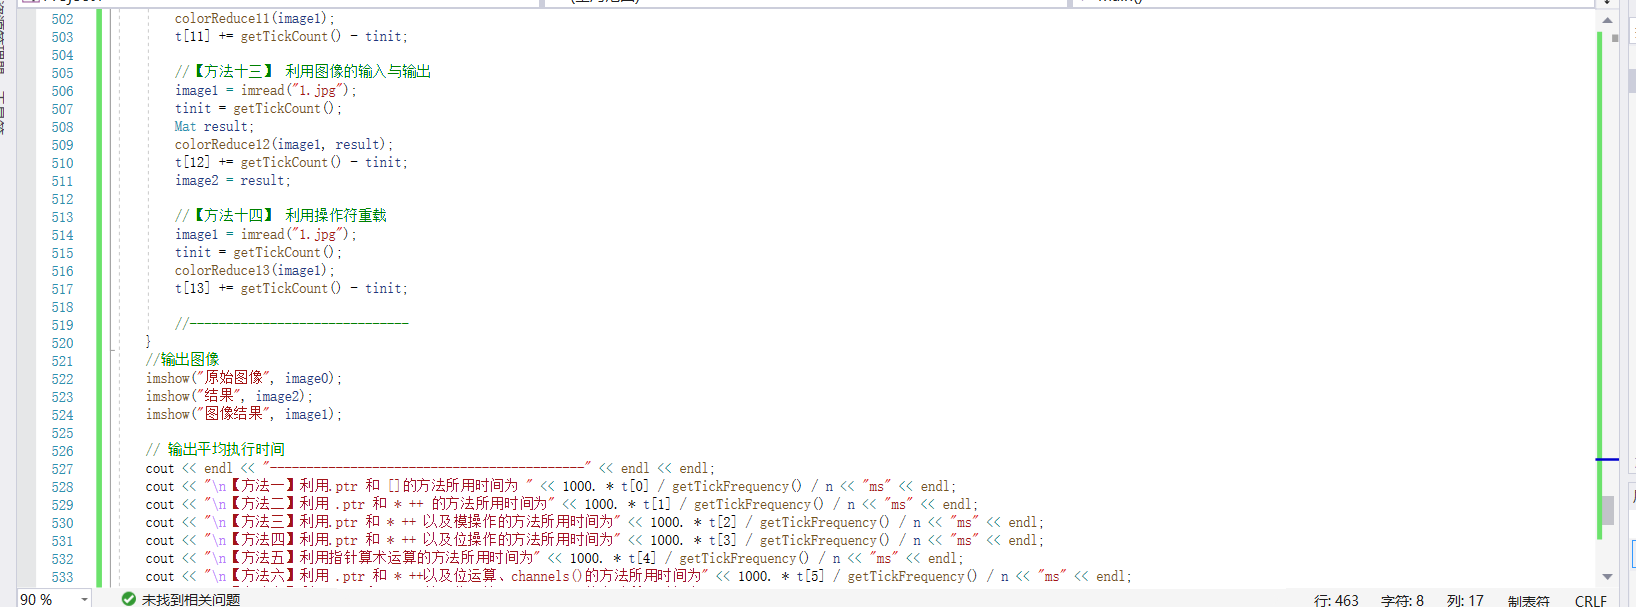 502 colorReduce11(image1);
503 t[11] += getTickCount() - tinit;
504
505 //【方法十三】 利用图像的输入与输出
506 image1 = imread("1.jpg");
507 tinit = getTickCount();
508 Mat result;
509 colorReduce12(image1, result);
510 t[12] += getTickCount() - tinit;
511 image2 = result;
512
513 //【方法十四】 利用操作符重载
514 image1 = imread("1.jpg");
515 tinit = getTickCount();
516 colorReduce13(image1);
517 t[13] += getTickCount() - tinit;
518
519 //------------------------------
520 }
521 //输出图像
522 imshow("原始图像", image0);
523 imshow("结果", image2);
524 imshow("图像结果", image1);
525
526 // 输出平均执行时间
527 cout << endl << "-------------------------------------------" << endl << endl;
528 cout << "\n【方法一】利用.ptr 和 []的方法所用时间为 " << 1000. * t[0] / getTickFrequency() / n << "ms" << endl;
529 cout << "\n【方法二】利用 .ptr 和 * ++ 的方法所用时间为" << 1000. * t[1] / getTickFrequency() / n << "ms" << endl;
530 cout << "\n【方法三】利用.ptr 和 * ++ 以及模操作的方法所用时间为" << 1000. * t[2] / getTickFrequency() / n << "ms" << endl;
531 cout << "\n【方法四】利用.ptr 和 * ++ 以及位操作的方法所用时间为" << 1000. * t[3] / getTickFrequency() / n << "ms" << endl;
532 cout << "\n【方法五】利用指针算术运算的方法所用时间为" << 1000. * t[4] / getTickFrequency() / n << "ms" << endl;
533 cout << "\n【方法六】利用 .ptr 和 * ++以及位运算、channels()的方法所用时间为" << 1000. * t[5] / getTickFrequency() / n << "ms" << endl;
90 % 未找到相关问题 行: 463 字符: 8 列: 17 制表符 CRLF